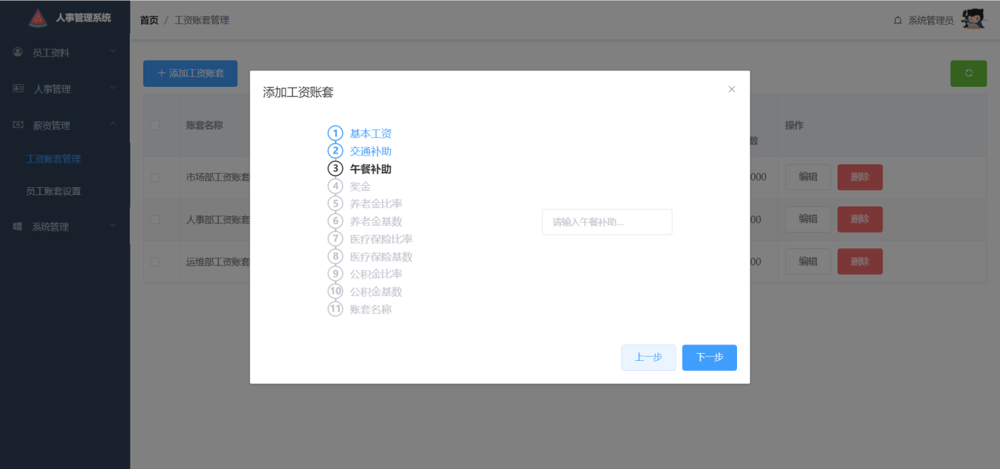 人事管理系统
首页 / 工资账套管理
系统管理员
员工资料
人事管理
薪资管理
工资账套管理
员工账套设置
系统管理
+ 添加工资账套
账套名称
数
操作
市场部工资账套
000
编辑
删除
人事部工资账套
00
编辑
删除
运维部工资账套
00
编辑
删除
添加工资账套
1 基本工资
2 交通补助
3 午餐补助
4 奖金
5 养老金比率
6 养老金基数
7 医疗保险比率
8 医疗保险基数
9 公积金比率
10 公积金基数
11 账套名称
请输入午餐补助...
上一步
下一步